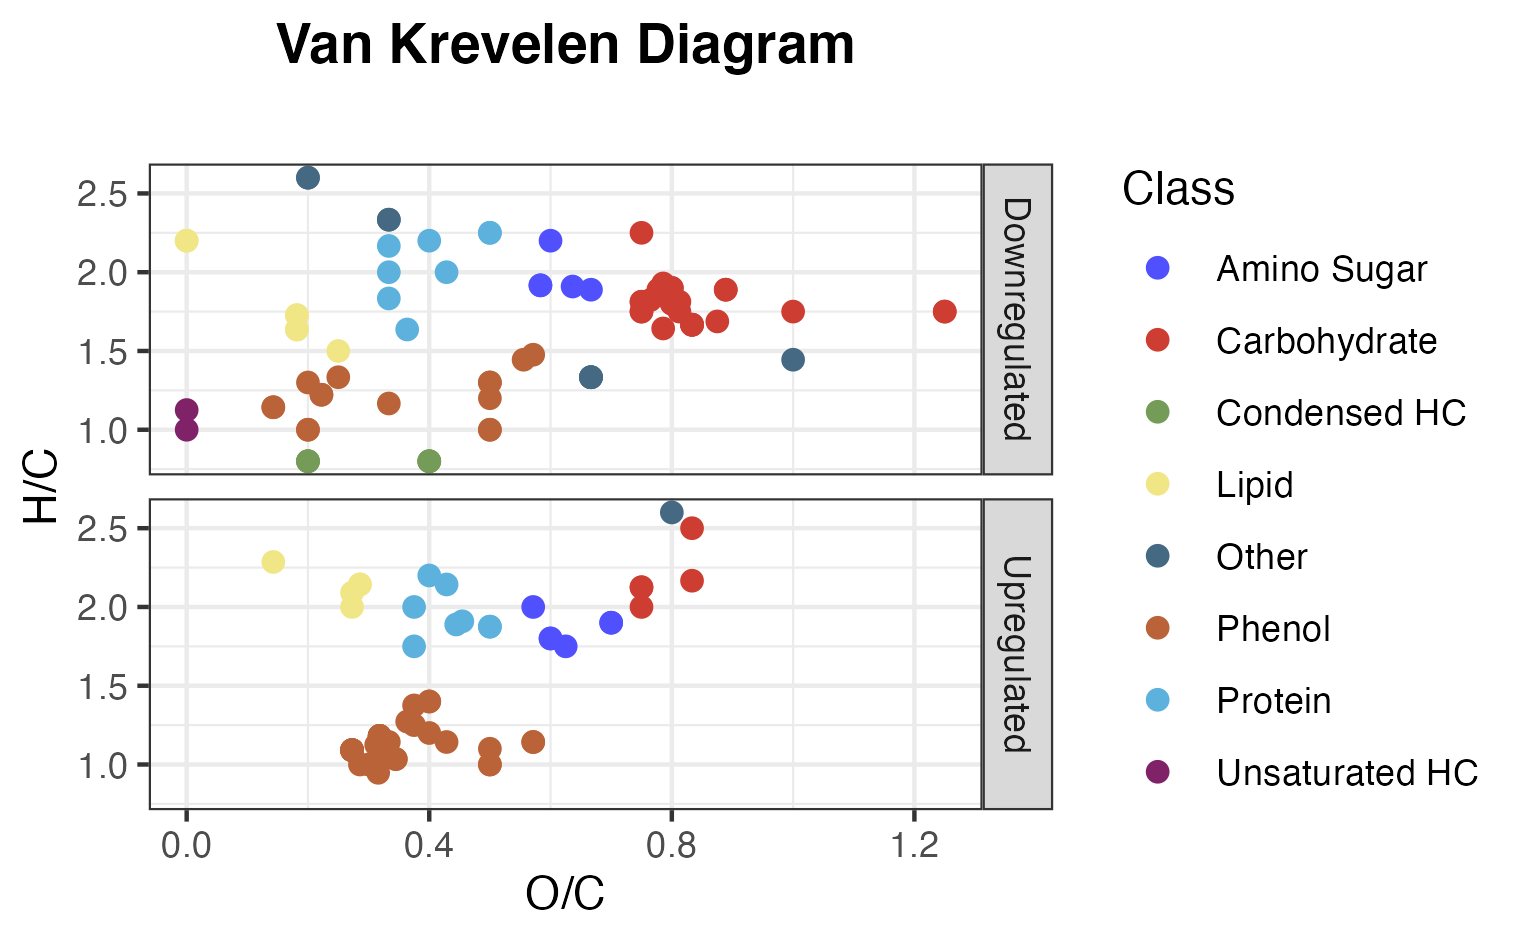 Van Krevelen Diagram
H/C
2.5
2.0
1.5
1.0
Downregulated
2.5
2.0
1.5
1.0
Upregulated
0.0 0.4 0.8 1.2
O/C
Class
Amino Sugar
Carbohydrate
Condensed HC
Lipid
Other
Phenol
Protein
Unsaturated HC